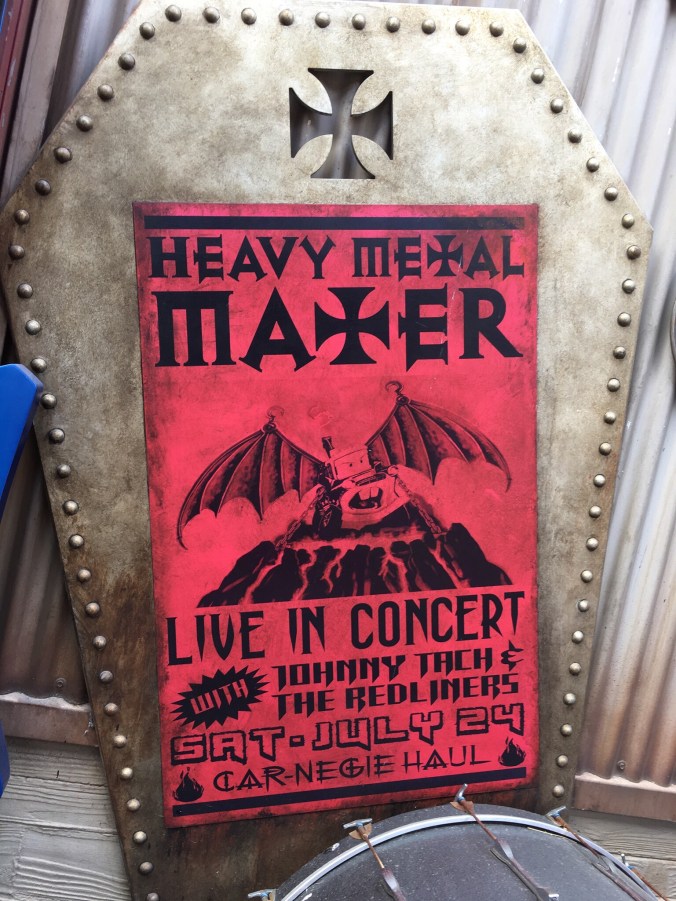 HEAVY METAL
MATER
LIVE IN CONCERT
WITH
JOHNNY TACH &
THE REDLINERS
SAT • JULY 24
CAR-NEGIE HAUL